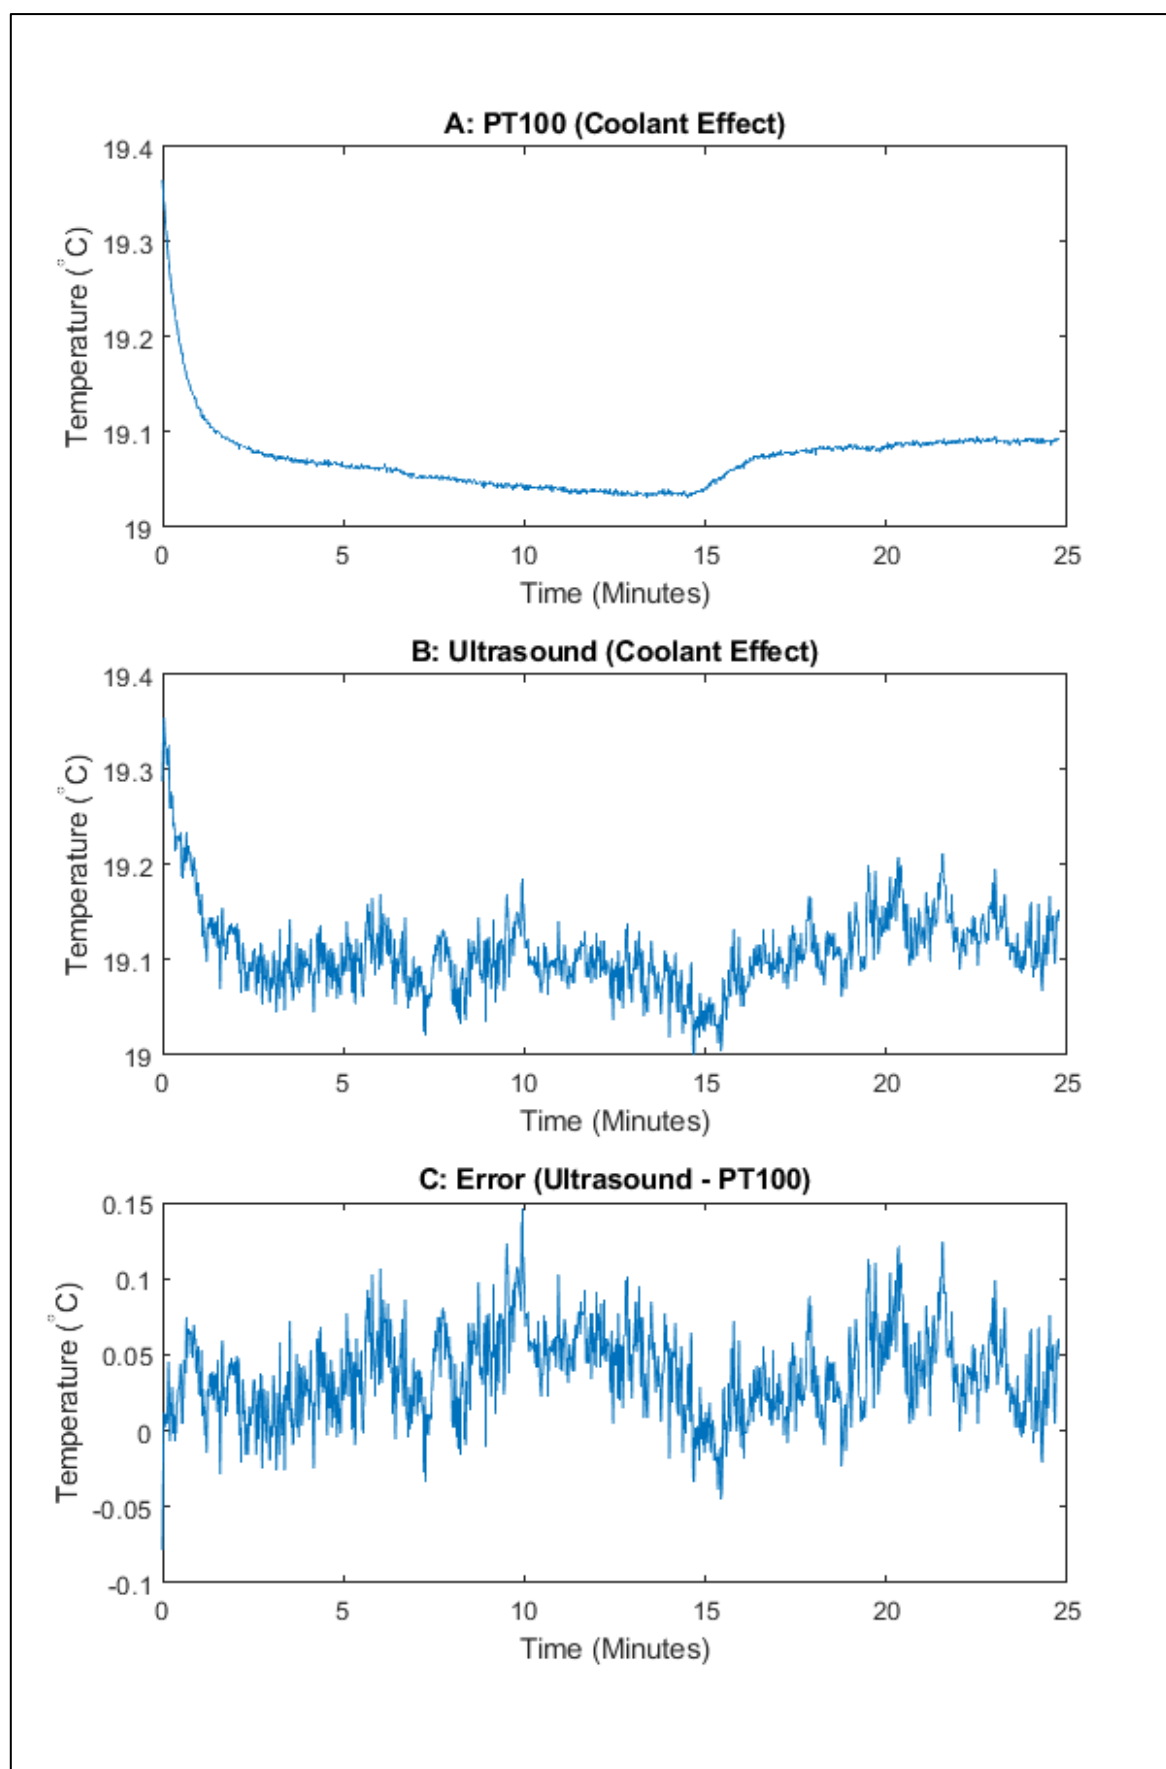 A: PT100 (Coolant Effect)
19.4
19.3
19.2
19.1
19
Temperature (°C)
0 5 10 15 20 25
Time (Minutes)
B: Ultrasound (Coolant Effect)
19.4
19.3
19.2
19.1
19
Temperature (°C)
0 5 10 15 20 25
Time (Minutes)
C: Error (Ultrasound - PT100)
0.15
0.1
0.05
0
-0.05
-0.1
Temperature (°C)
0 5 10 15 20 25
Time (Minutes)